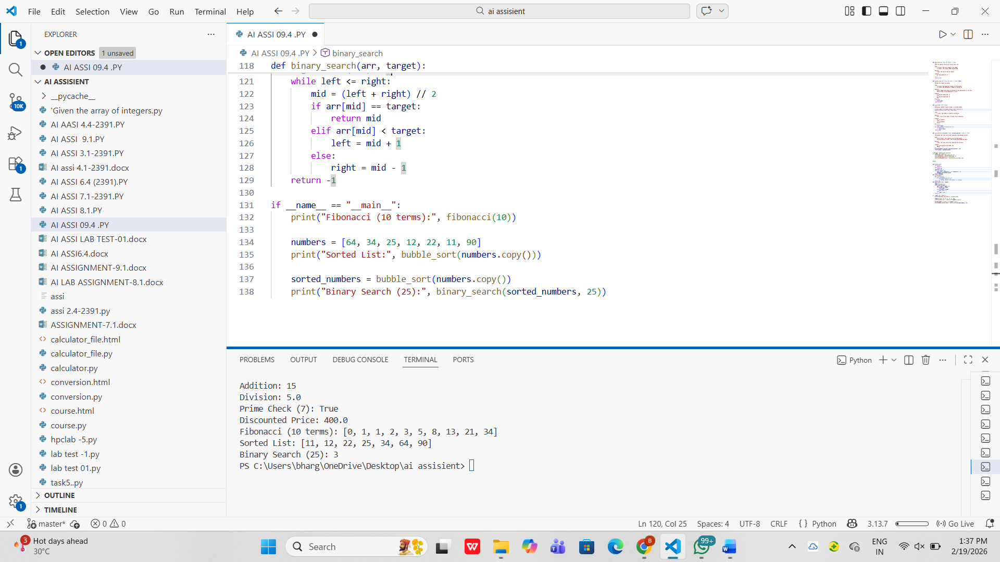 File Edit Selection View Go Run Terminal Help
ai assisient
EXPLORER
OPEN EDITORS 1 unsaved
AI ASSI 09.4 .PY
AI ASSISIENT
__pycache__
'Given the array of integers.py
AI AASI 4.4-2391.PY
AI ASSI  9.1.PY
AI ASSI 3.1-2391.PY
AI assi 4.1-2391.docx
AI ASSI 6.4 (2391).PY
AI ASSI 7.1-2391.PY
AI ASSI 8.1.PY
AI ASSI 09.4 .PY
AI ASSI LAB TEST-01.docx
AI ASSI6.4.docx
AI ASSIGNMENT-9.1.docx
AI LAB ASSIGNMENT-8.1.docx
assi
assi 2.4-2391.py
ASSIGNMENT-7.1.docx
calculator_file.html
calculator_file.py
calculator.py
conversion.html
conversion.py
course.html
course.py
hpclab -5.py
lab test -1.py
lab test 01.py
task5..py
OUTLINE
TIMELINE
1
10K
1
1
AI ASSI 09.4 .PY
AI ASSI 09.4 .PY > binary_search
118 def binary_search(arr, target):
121     while left <= right:
122         mid = (left + right) // 2
123         if arr[mid] == target:
124             return mid
125         elif arr[mid] < target:
126             left = mid + 1
127         else:
128             right = mid - 1
129     return -1
130
131 if __name__ == "__main__":
132     print("Fibonacci (10 terms):", fibonacci(10))
133
134     numbers = [64, 34, 25, 12, 22, 11, 90]
135     print("Sorted List:", bubble_sort(numbers.copy()))
136
137     sorted_numbers = bubble_sort(numbers.copy())
138     print("Binary Search (25):", binary_search(sorted_numbers, 25))
PROBLEMS OUTPUT DEBUG CONSOLE TERMINAL PORTS
Python
Addition: 15
Division: 5.0
Prime Check (7): True
Discounted Price: 400.0
Fibonacci (10 terms): [0, 1, 1, 2, 3, 5, 8, 13, 21, 34]
Sorted List: [11, 12, 22, 25, 34, 64, 90]
Binary Search (25): 3
PS C:\Users\bharg\OneDrive\Desktop\ai assisient>
master* 0 0
Ln 120, Col 25 Spaces: 4 UTF-8 CRLF { } Python 3.13.7 Go Live
3
Hot days ahead
30°C
Search
B
99+
ENG
IN
1:37 PM
2/19/2026